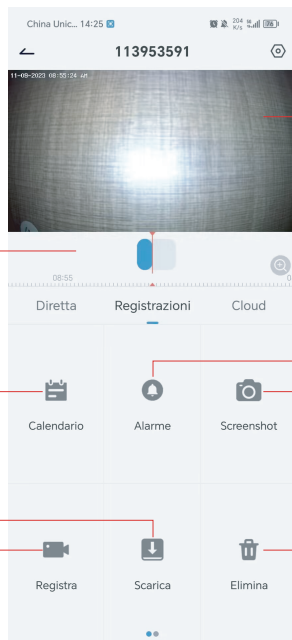 China Unic... 14:25
204 K/s
113953591
11-09-2023 08:55:24 AM
08:55
Diretta Registrazioni Cloud
Calendario Alarme Screenshot
Registra Scarica Elimina